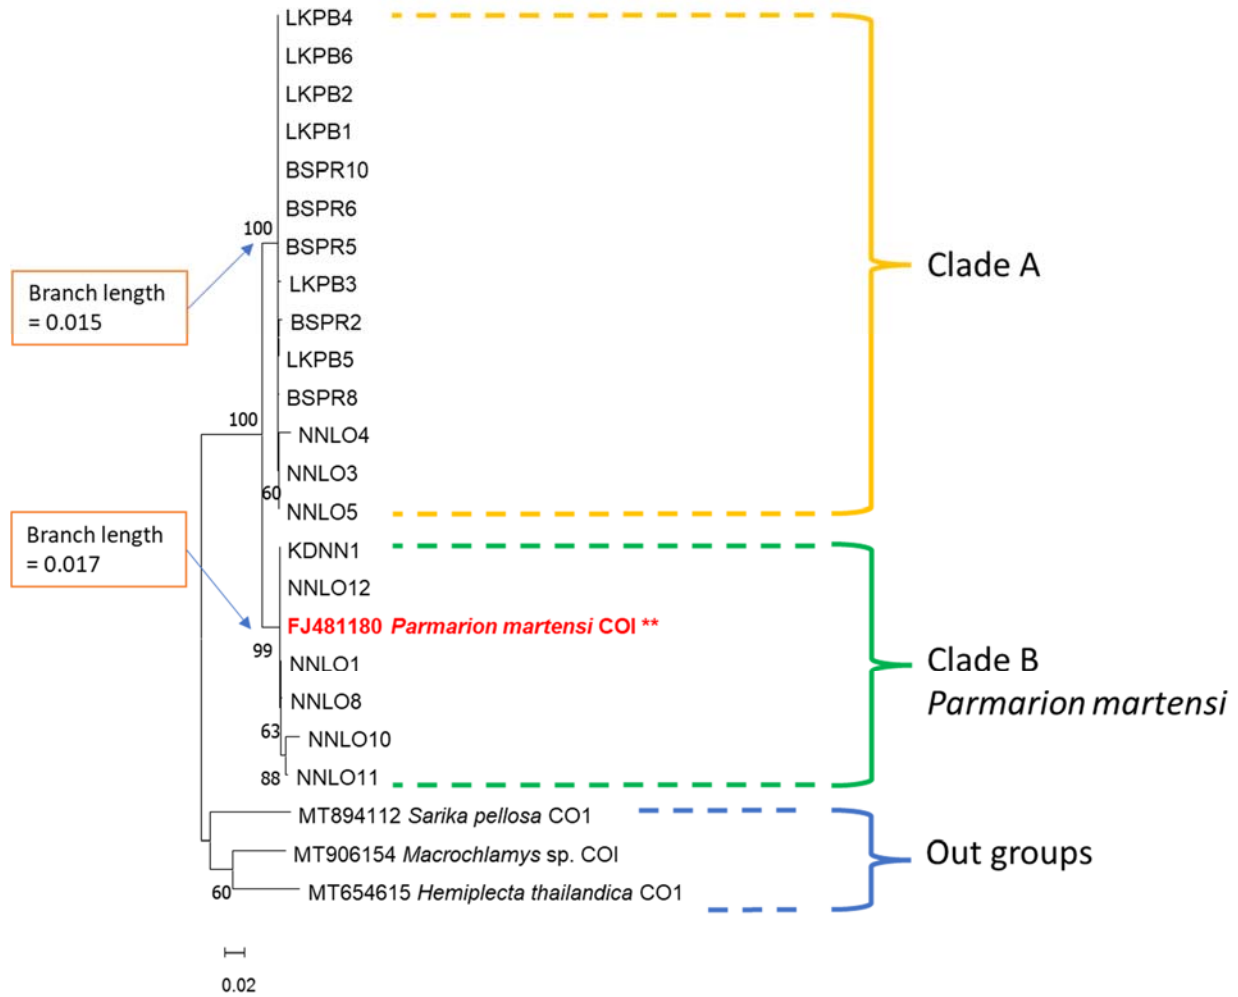 LKPB4
LKPB6
LKPB2
LKPB1
BSPR10
BSPR6
100
BSPR5
Clade A
LKPB3
Branch length
= 0.015
BSPR2
LKPB5
BSPR8
100
NNLO4
NNLO3
60
NNLO5
Branch length
= 0.017
KDNN1
NNLO12
FJ481180 Parmarion martensi COI **
99
NNLO1
Clade B
Parmarion martensi
NNLO8
63
NNLO10
88
NNLO11
MT894112 Sarika pellosa CO1
MT906154 Macrochlamys sp. COI
Out groups
60
MT654615 Hemiplecta thailandica CO1
0.02